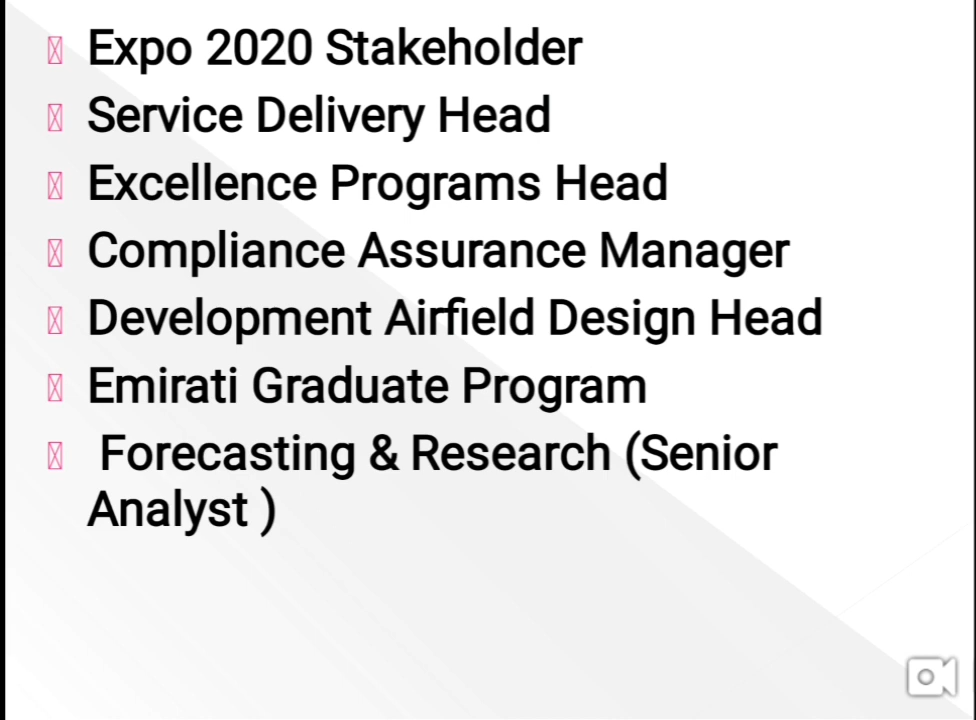 Expo 2020 Stakeholder
Service Delivery Head
Excellence Programs Head
Compliance Assurance Manager
Development Airfield Design Head
Emirati Graduate Program
Forecasting & Research (Senior
Analyst )